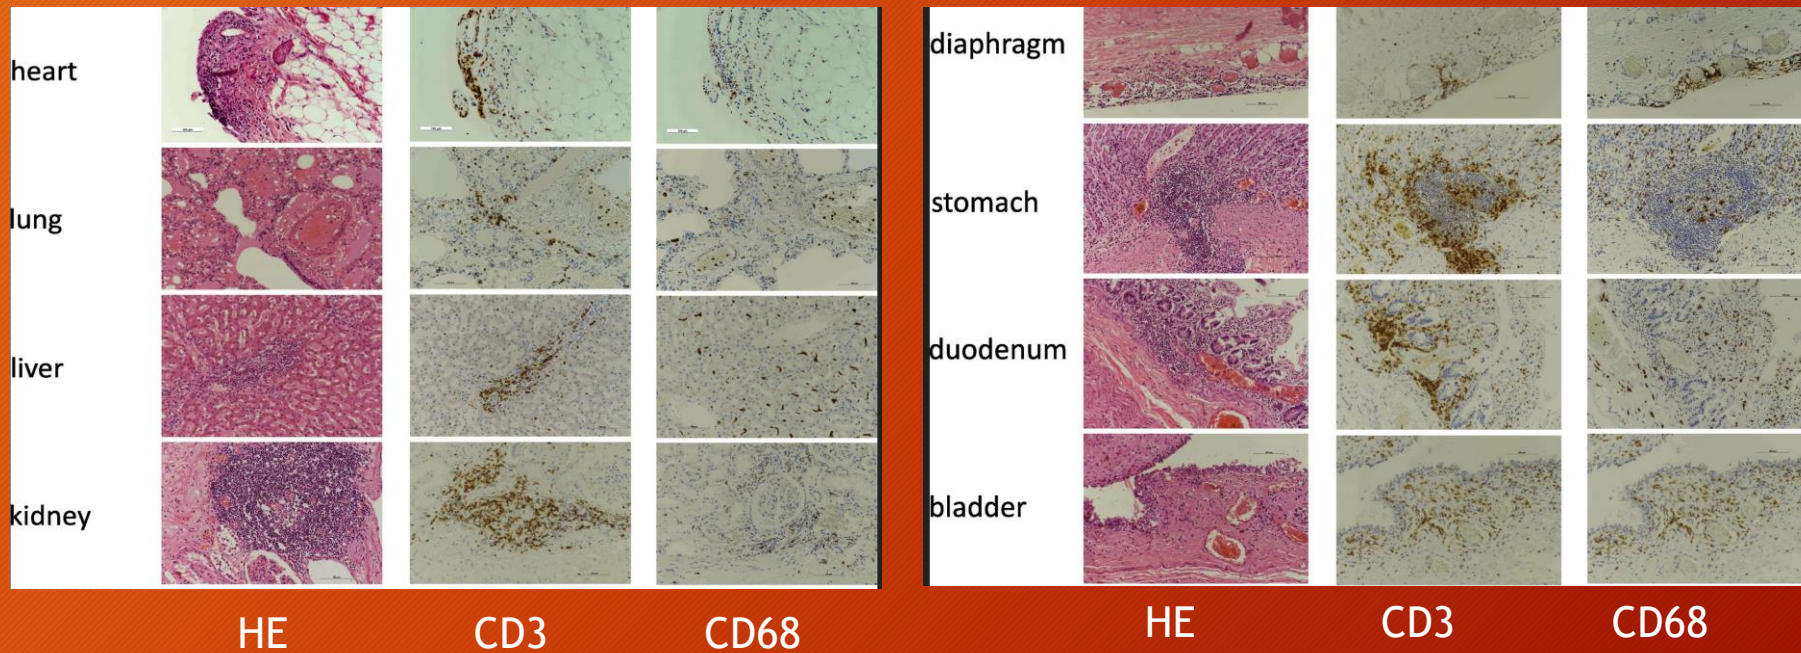 heart
lung
liver
kidney
HE CD3 CD68
diaphragm
stomach
duodenum
bladder
HE CD3 CD68